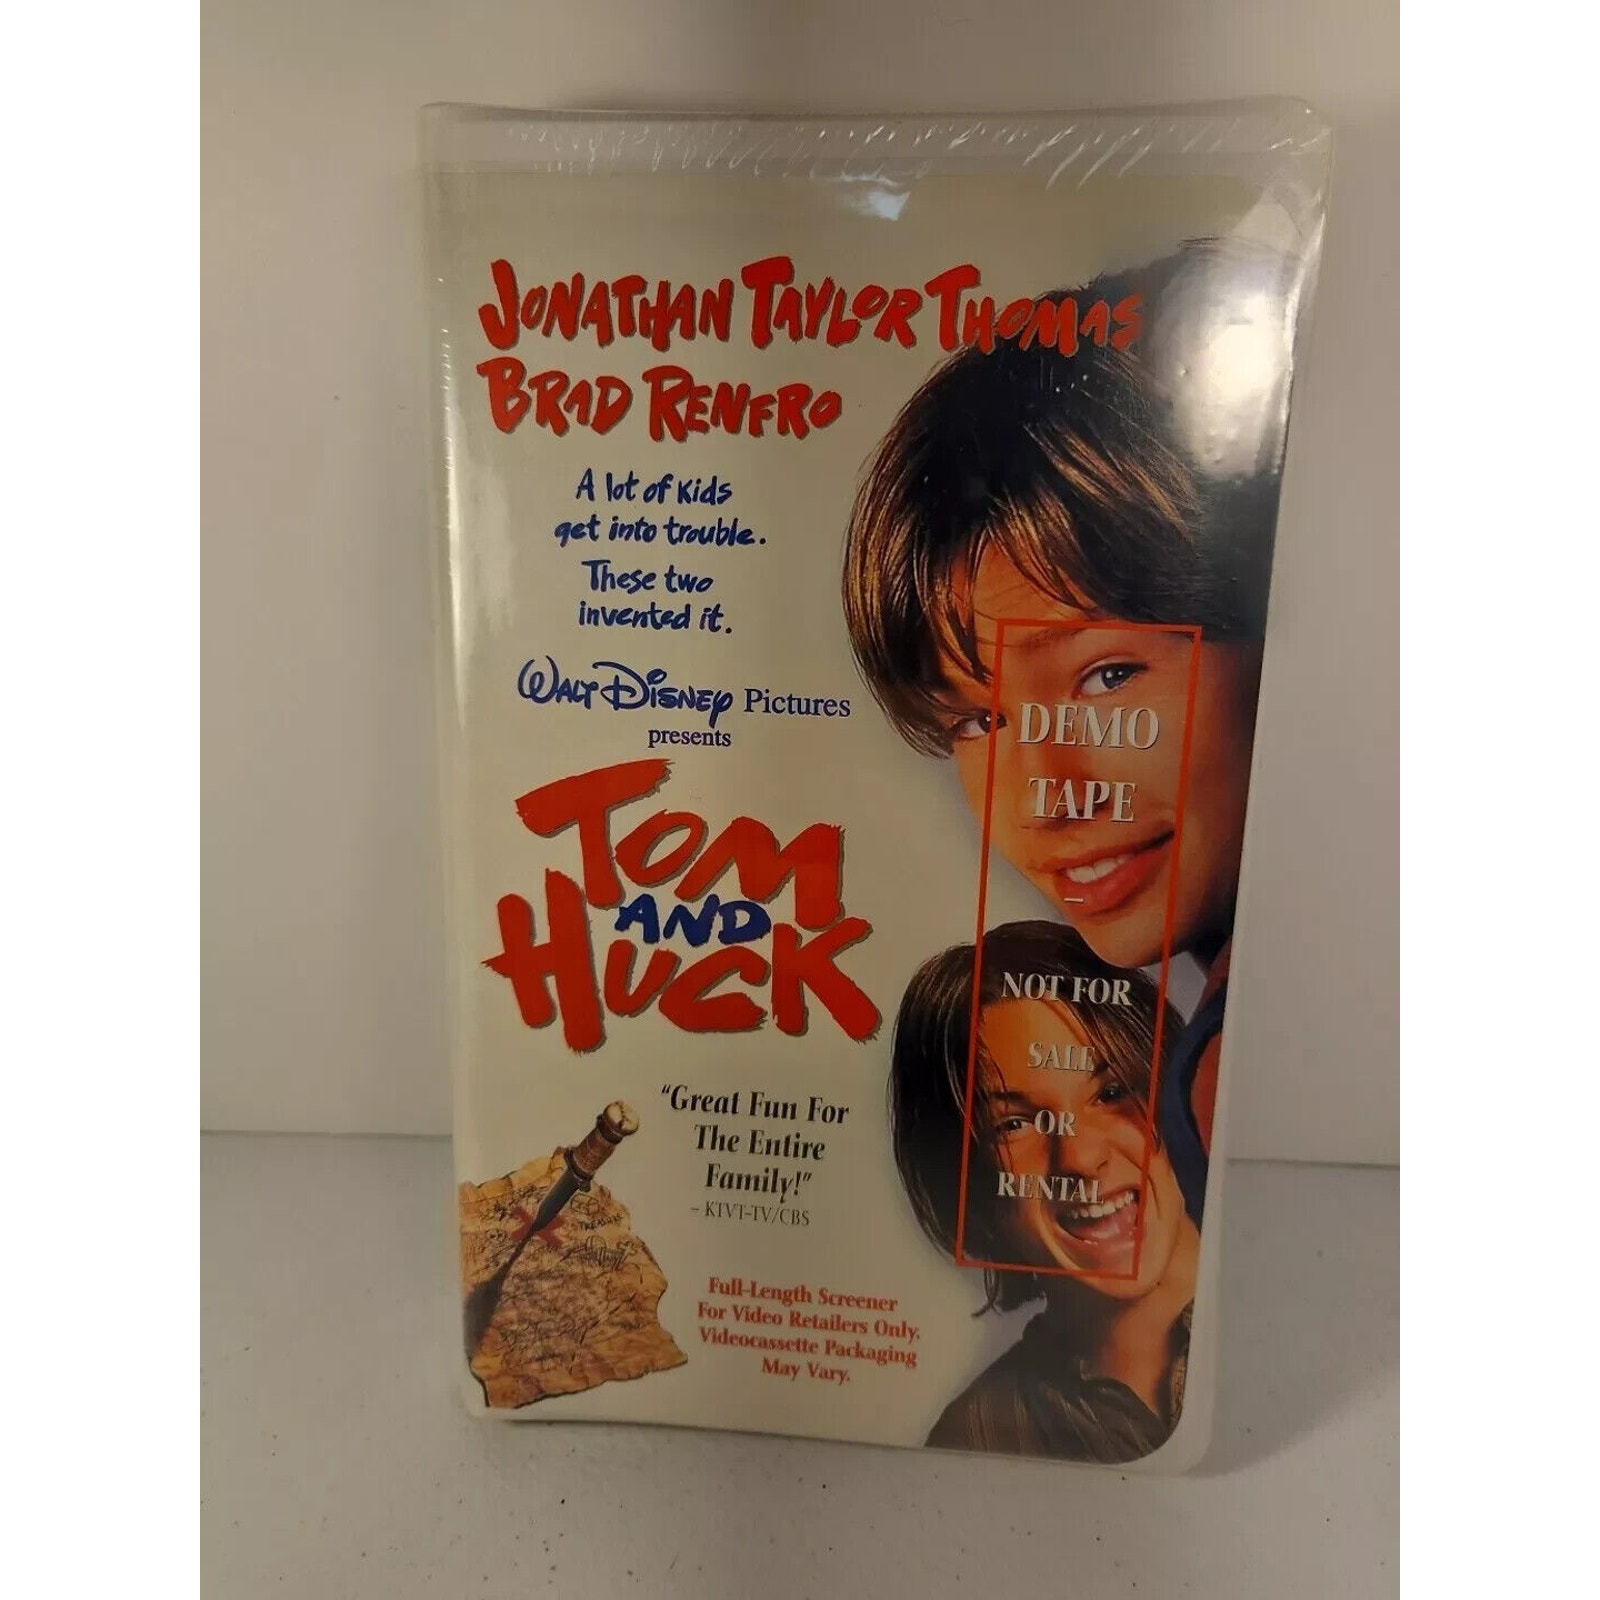 JONATHAN TAYLOR THOMAS
BRAD RENFRO
A lot of kids
get into trouble.
These two
invented it.
WALT DISNEY Pictures
presents
TOM
AND
HUCK
"Great Fun For
The Entire
Family!"
– KTVT-TV/CBS
Full-Length Screener
For Video Retailers Only.
Videocassette Packaging
May Vary.
DEMO
TAPE
–
NOT FOR
SALE
OR
RENTAL
TREASURE